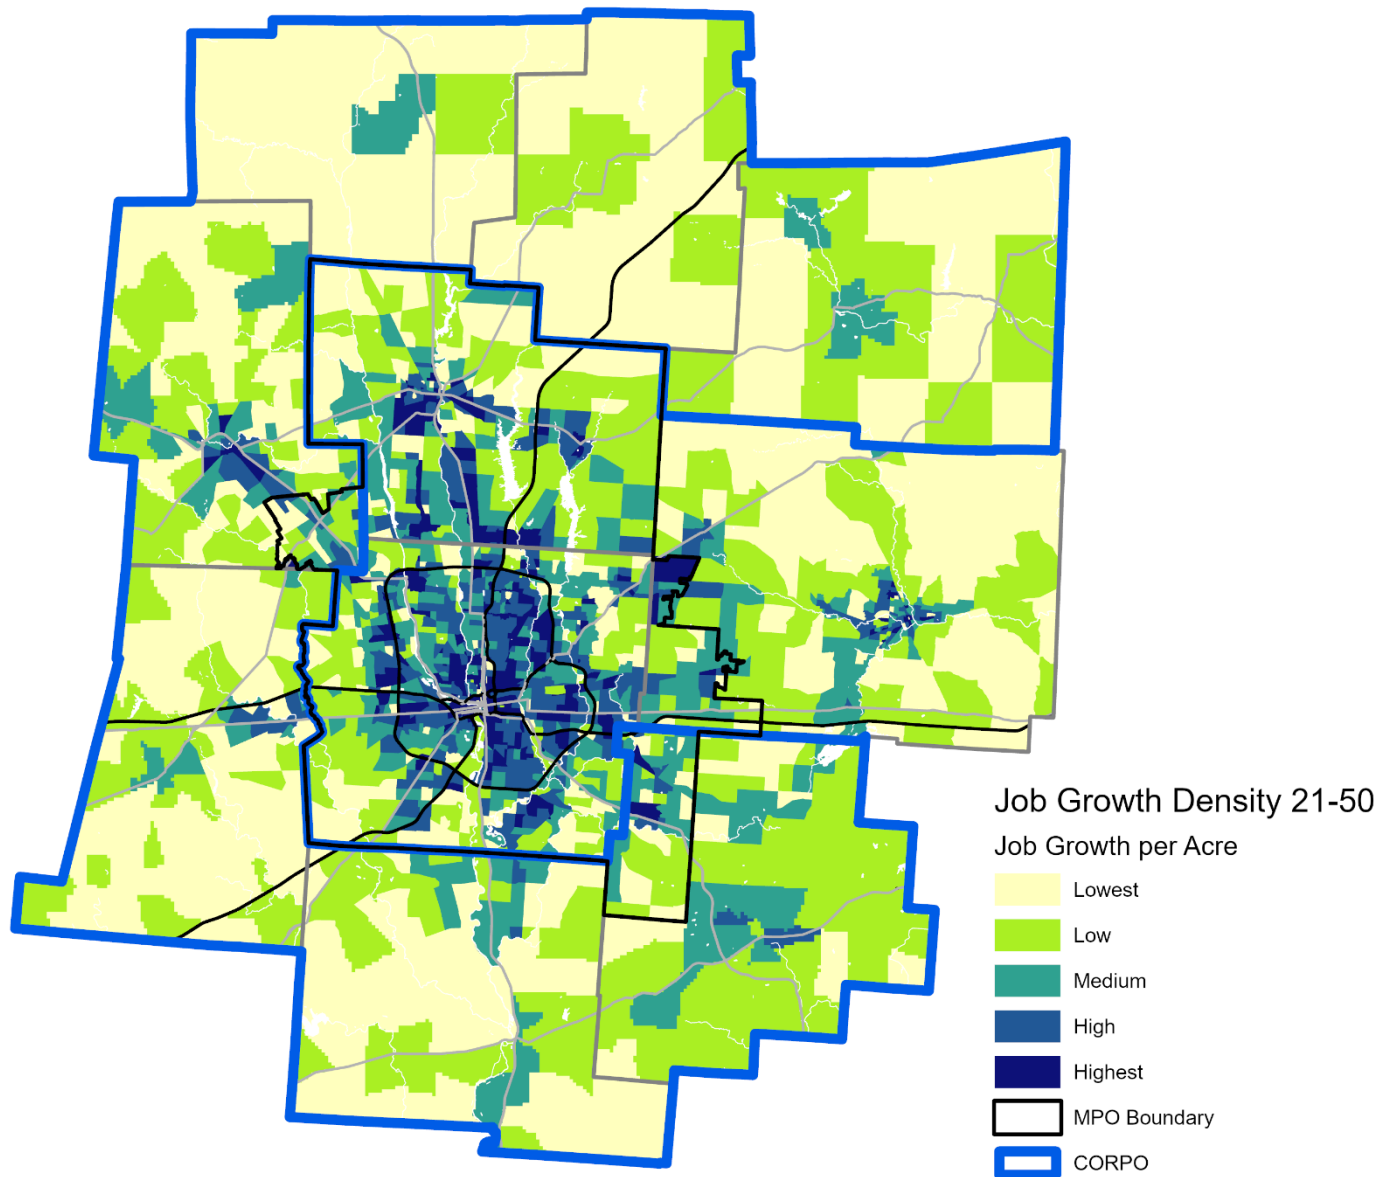 Job Growth Density 21-50
Job Growth per Acre
Lowest
Low
Medium
High
Highest
MPO Boundary
CORPO